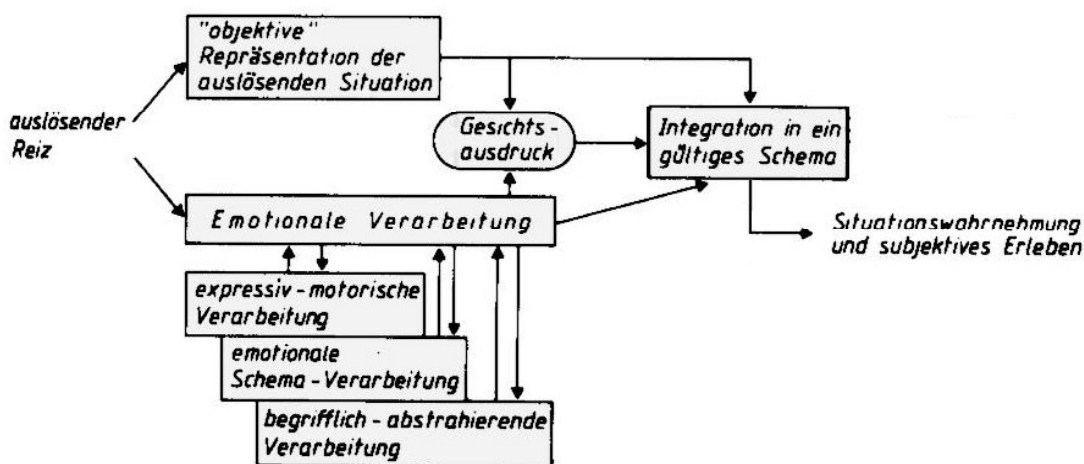 "objektive"
Repräsentation der
auslösenden Situation
auslösender
Reiz
Gesichts-
ausdruck
Integration in ein
gültiges Schema
Emotionale Verarbeitung
Situationswahrnehmung
und subjektives Erleben
expressiv-motorische
Verarbeitung
emotionale
Schema-Verarbeitung
begrifflich-abstrahierende
Verarbeitung